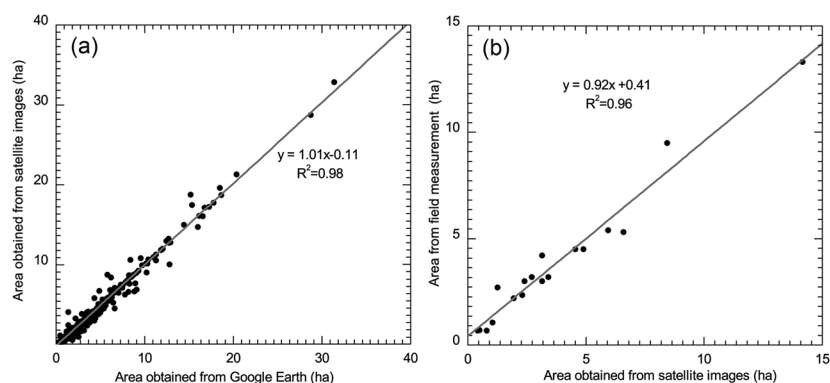 (a)
Area obtained from satellite images (ha)
40
30
20
10
0
y = 1.01x-0.11
R²=0.98
0 10 20 30 40
Area obtained from Google Earth (ha)
(b)
Area from field measurement (ha)
15
10
5
0
y = 0.92x +0.41
R²=0.96
0 5 10 15
Area obtained from satellite images (ha)